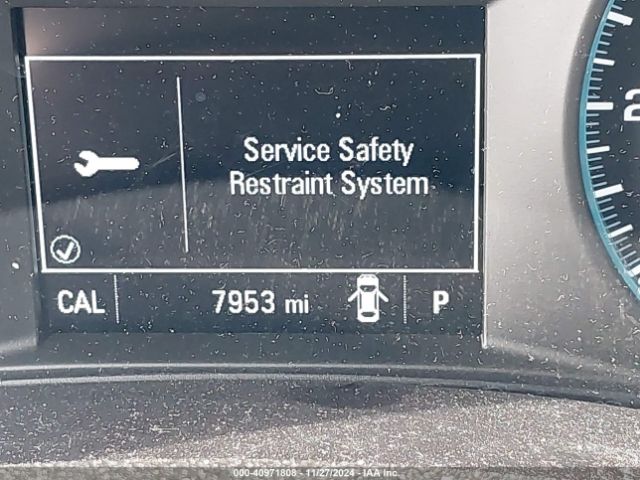 Service Safety
Restraint System
CAL 7953 mi P
000-40971808 - 11/27/2024 - IAA Inc.